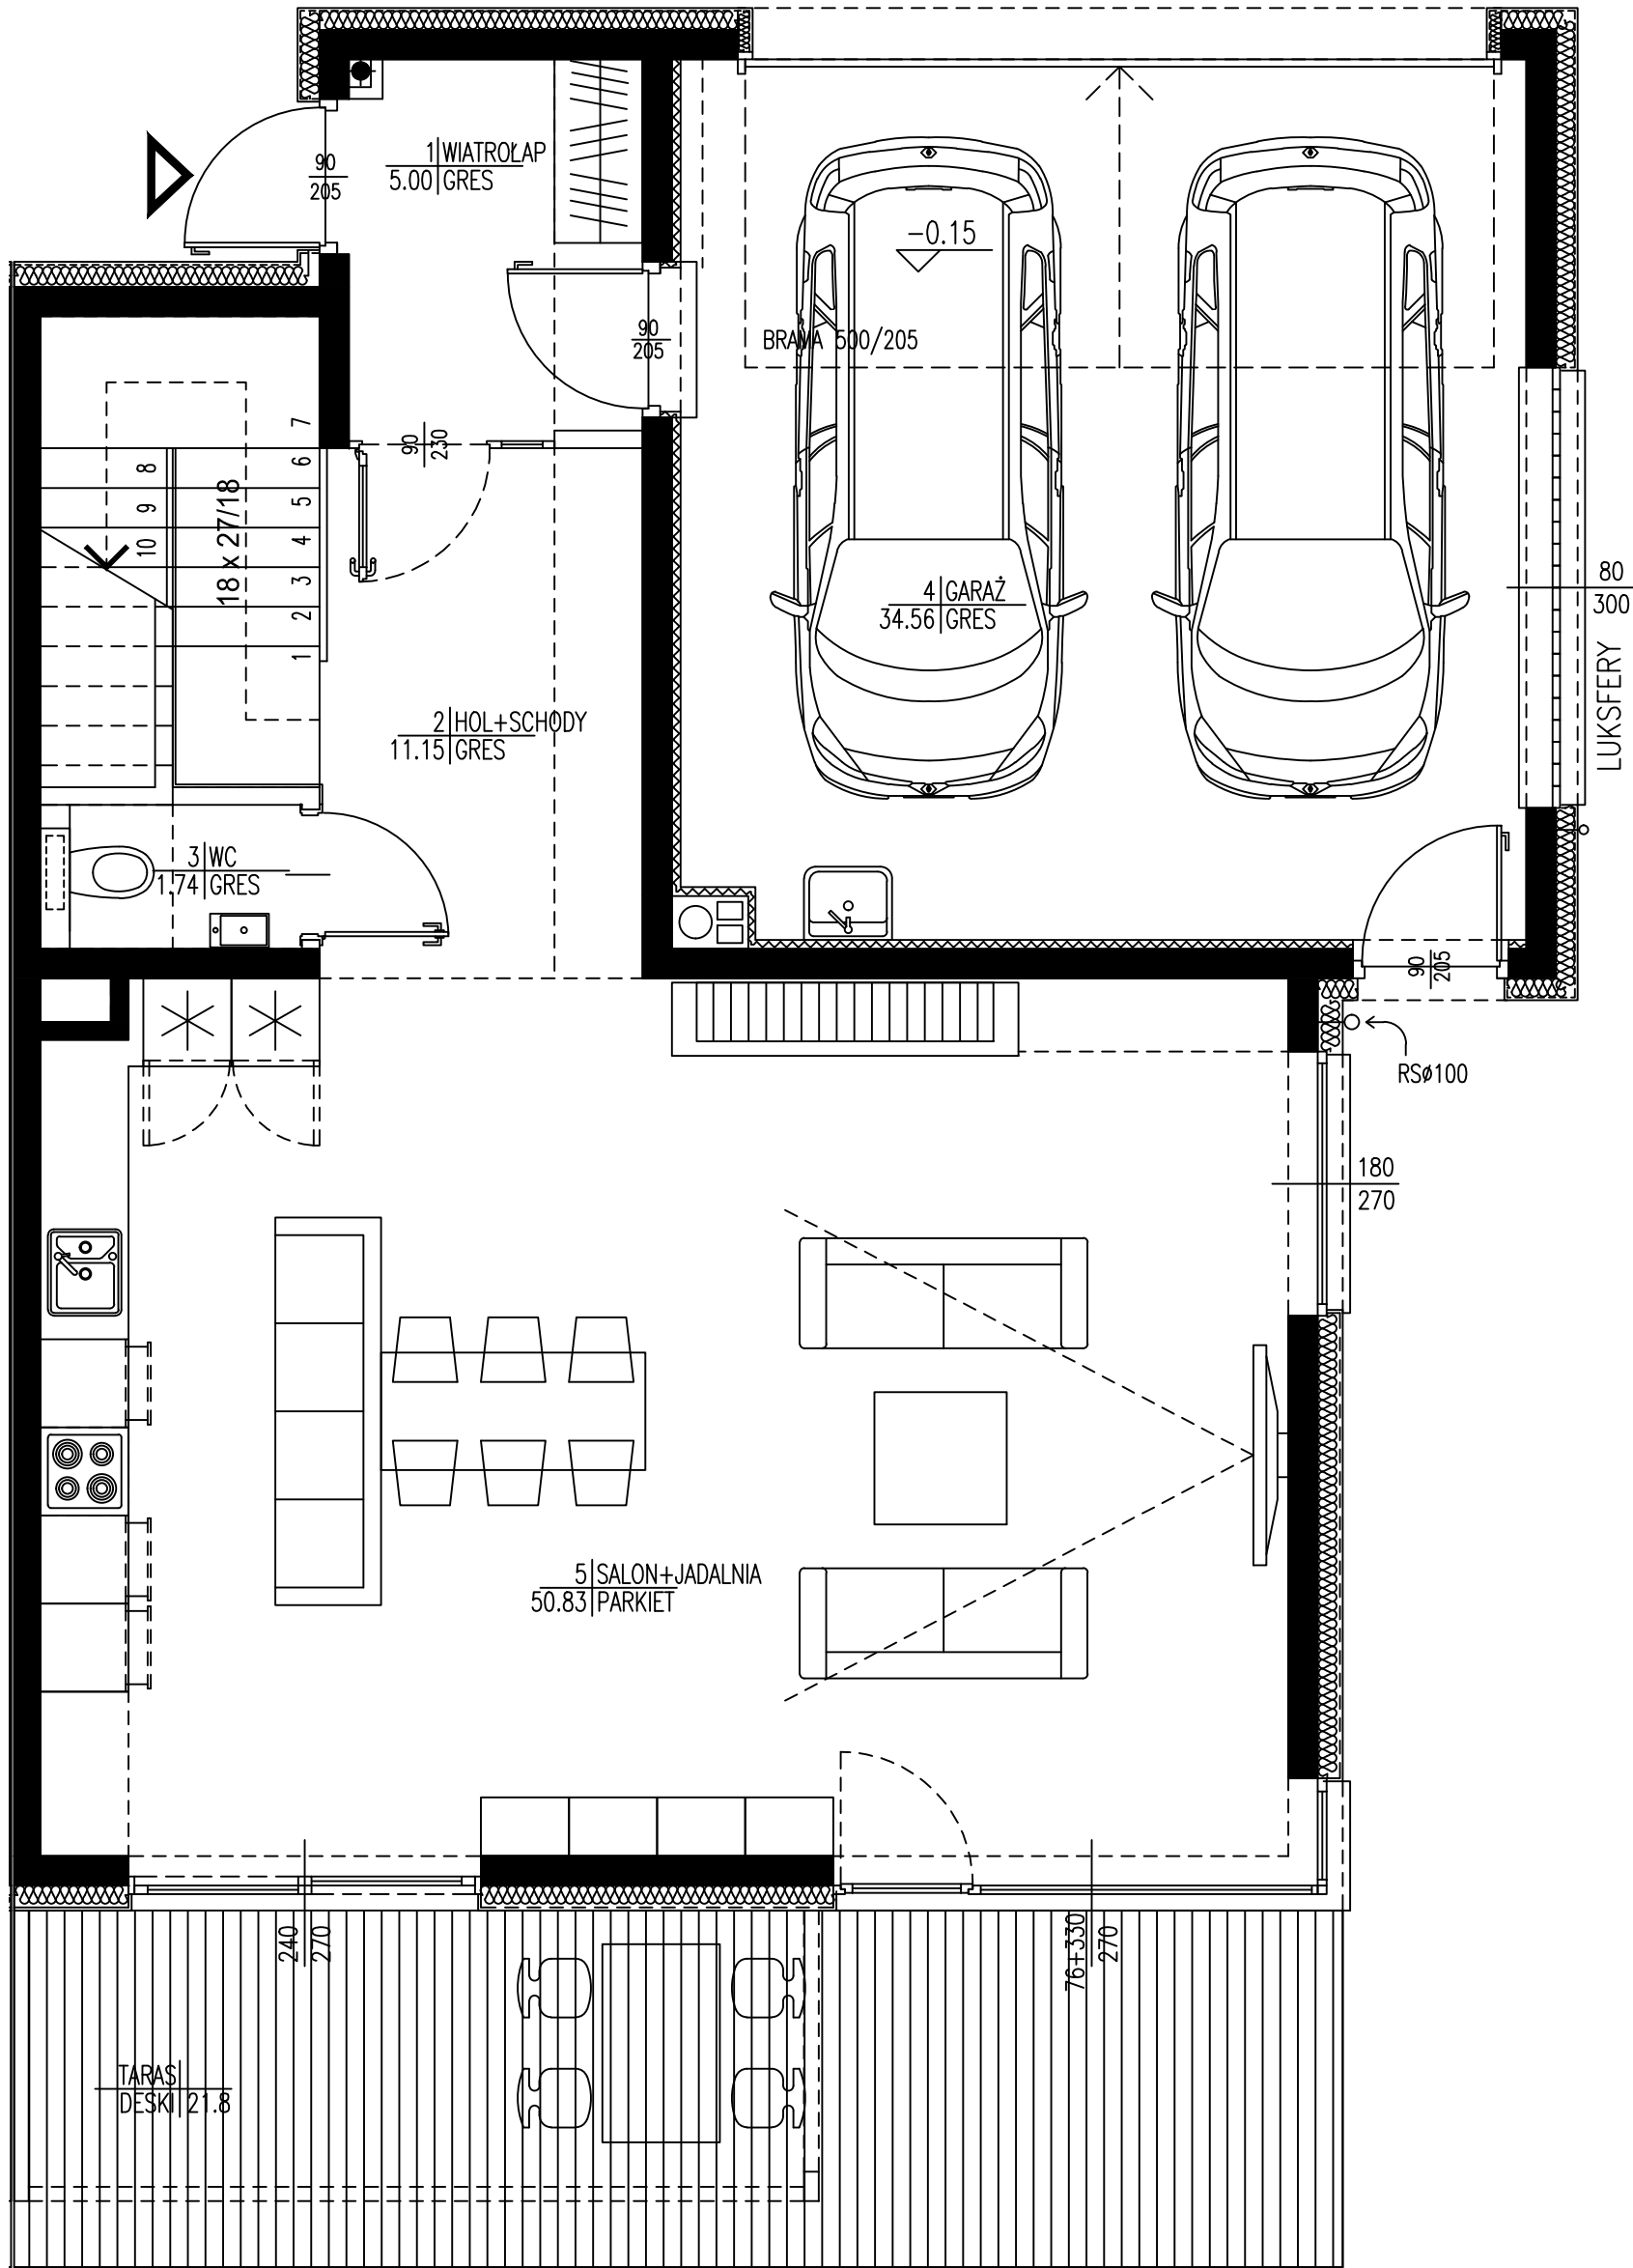 1 WIATROŁAP
5.00 GRES
90
205
-0.15
90
205
BRAMA 500/205
90
230
7
8
6
9
5
10
4
3
2
1
18 x 27/18
4 GARAŻ
34.56 GRES
80
300
LUKSFERY
2 HOL+SCHODY
11.15 GRES
3 WC
1.74 GRES
90
205
RSø100
180
270
5 SALON+JADALNIA
50.83 PARKIET
240
270
76+330
270
TARAS
DESKI 21.8